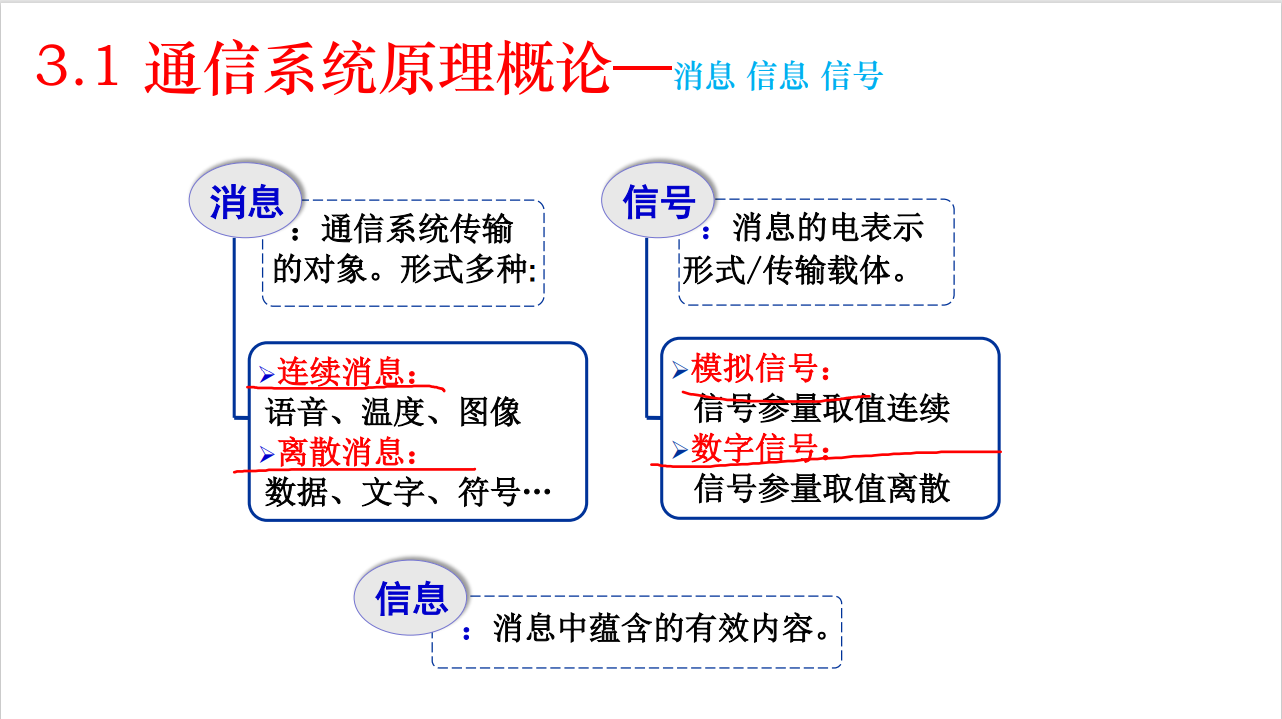 3.1 通信系统原理概论—消息 信息 信号
消息
：通信系统传输
的对象。形式多种:
连续消息：
语音、温度、图像
离散消息：
数据、文字、符号…
信号
：消息的电表示
形式/传输载体。
模拟信号：
信号参量取值连续
数字信号：
信号参量取值离散
信息
：消息中蕴含的有效内容。